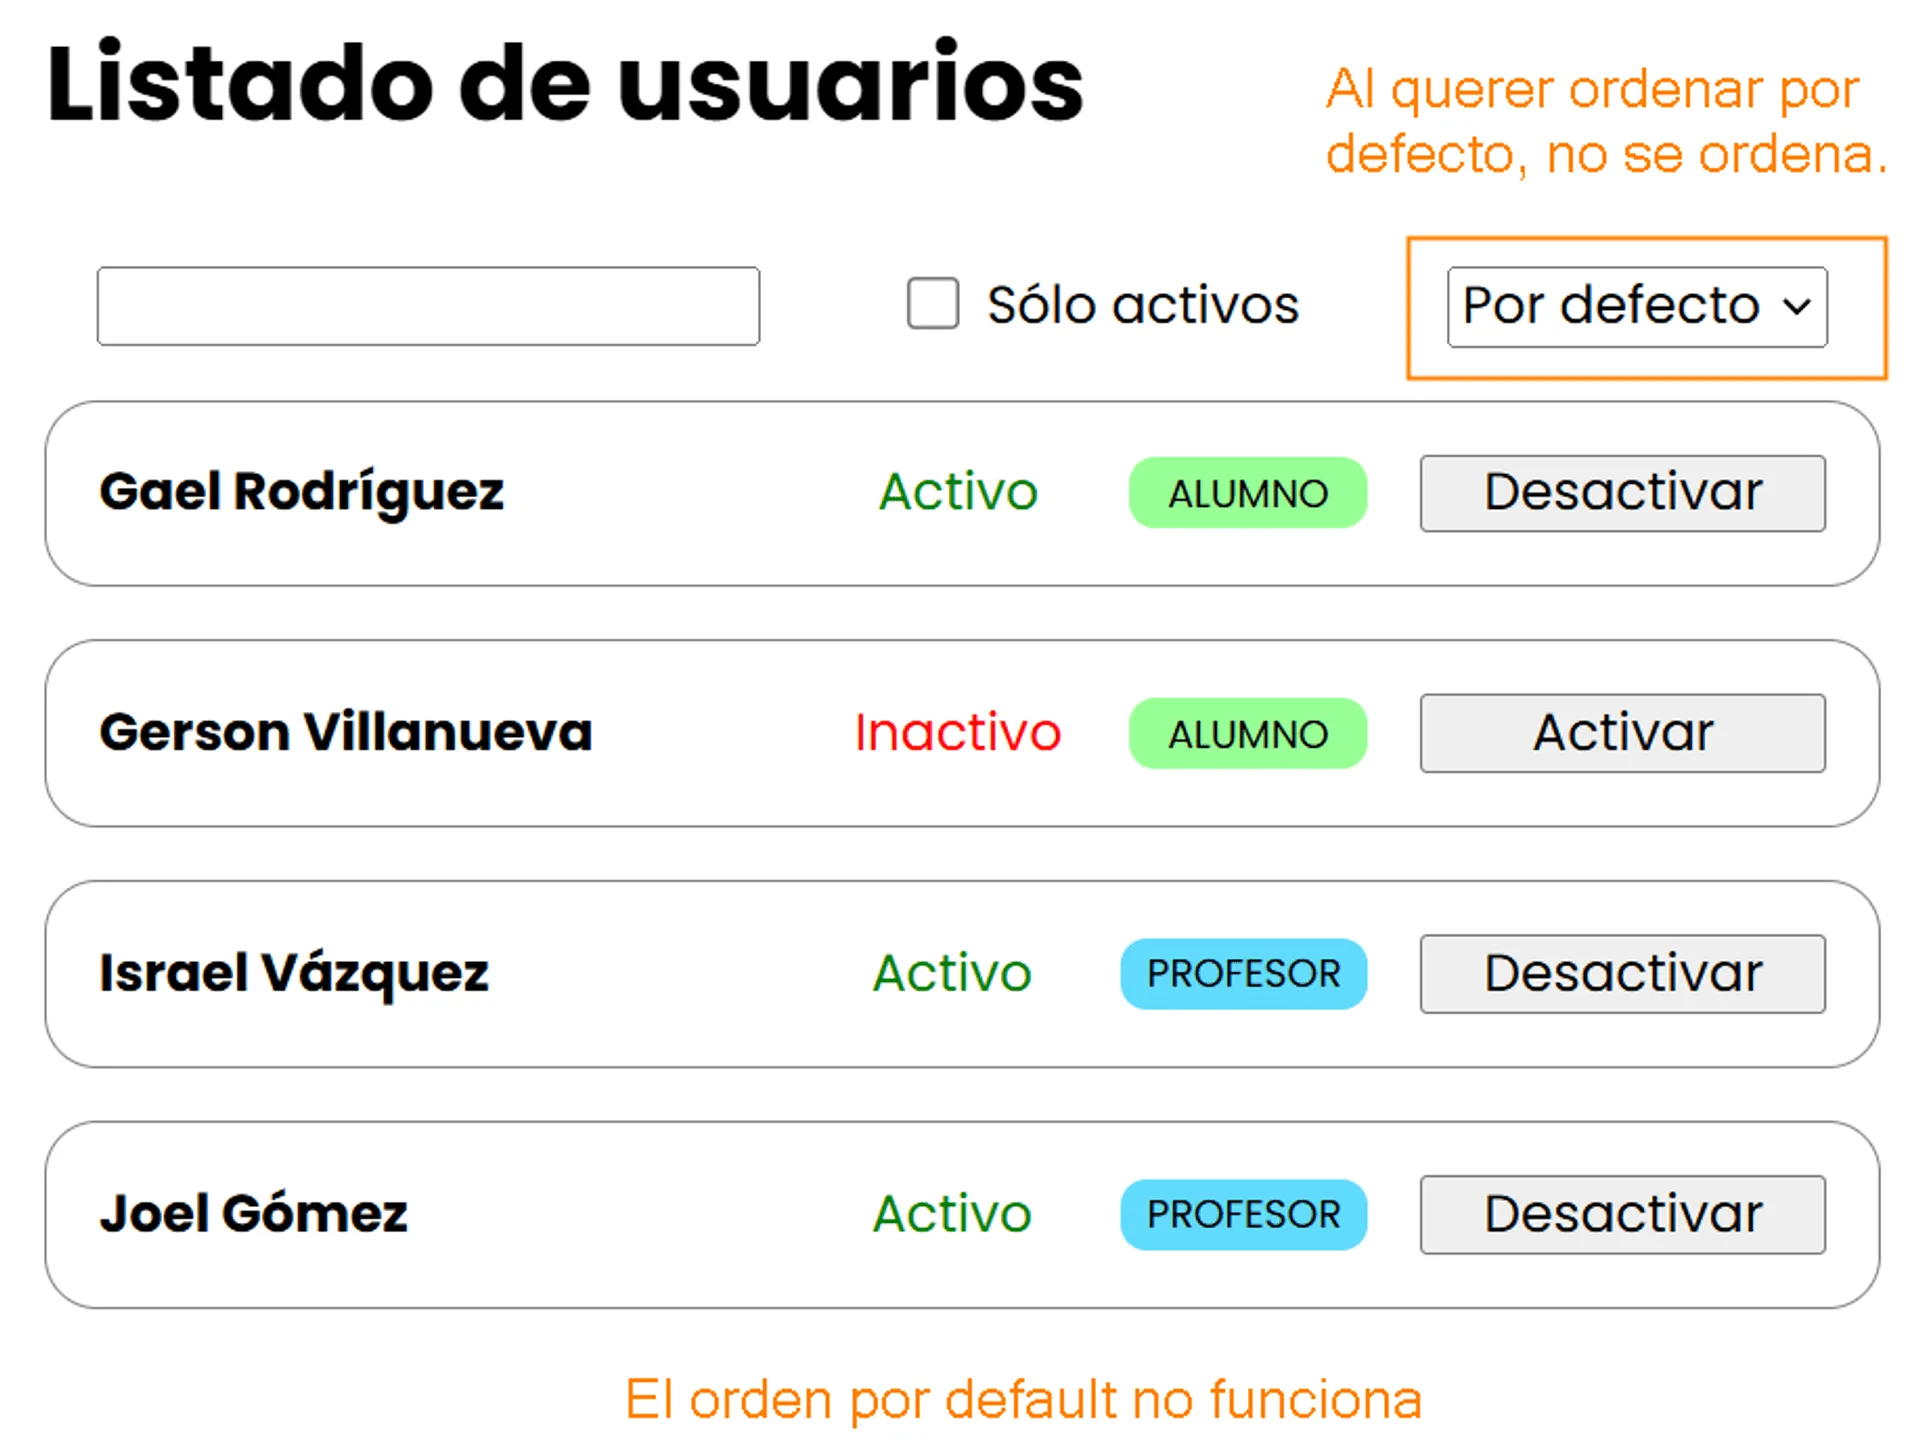 Listado de usuarios
Al querer ordenar por
defecto, no se ordena.
Sólo activos
Por defecto
Gael Rodríguez Activo ALUMNO Desactivar
Gerson Villanueva Inactivo ALUMNO Activar
Israel Vázquez Activo PROFESOR Desactivar
Joel Gómez Activo PROFESOR Desactivar
El orden por default no funciona